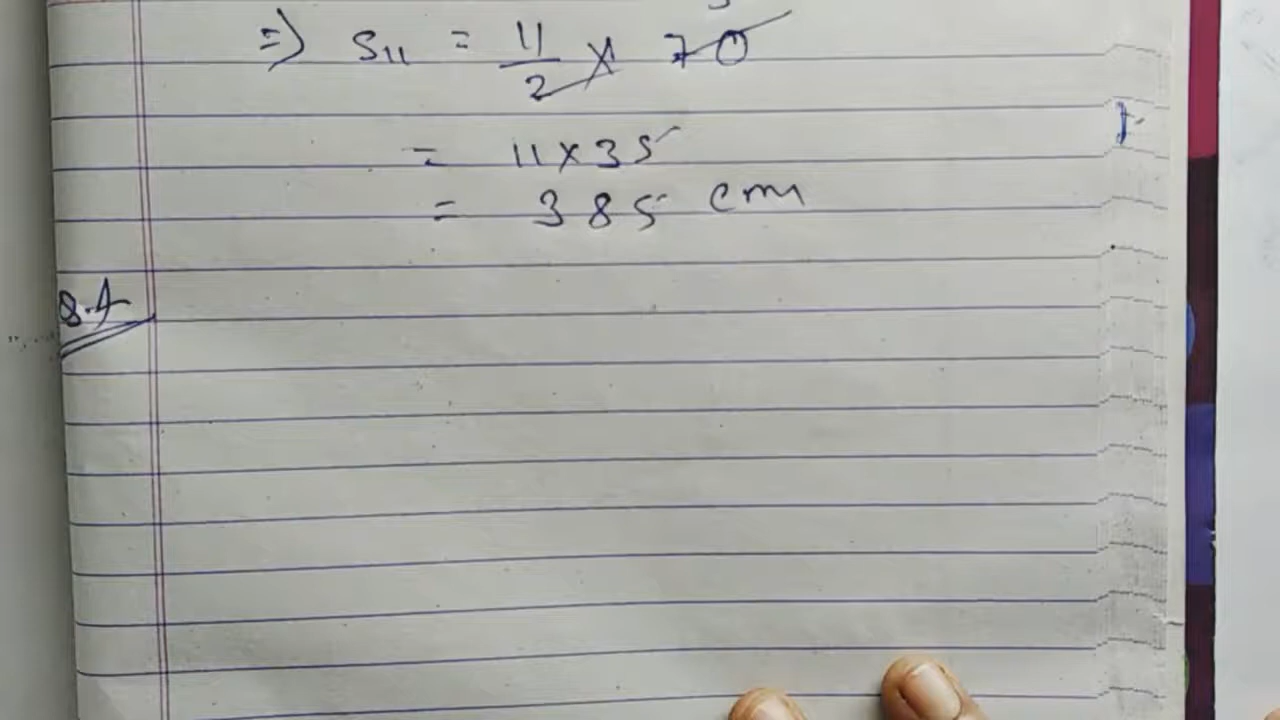 ⇒ S₁₁ = 11/2 × 70
= 11×35
= 385 cm
Q.4